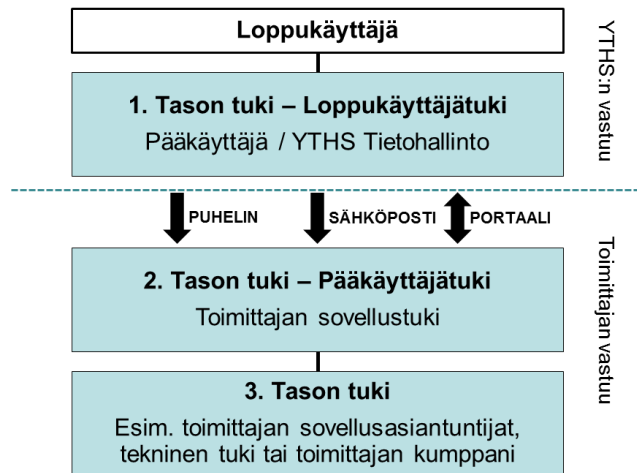 Loppukäyttäjä
YTHS:n vastuu
1. Tason tuki – Loppukäyttäjätuki
Pääkäyttäjä / YTHS Tietohallinto
PUHELIN
SÄHKÖPOSTI
PORTAALI
Toimittajan vastuu
2. Tason tuki – Pääkäyttäjätuki
Toimittajan sovellustuki
3. Tason tuki
Esim. toimittajan sovellusasiantuntijat,
tekninen tuki tai toimittajan kumppani